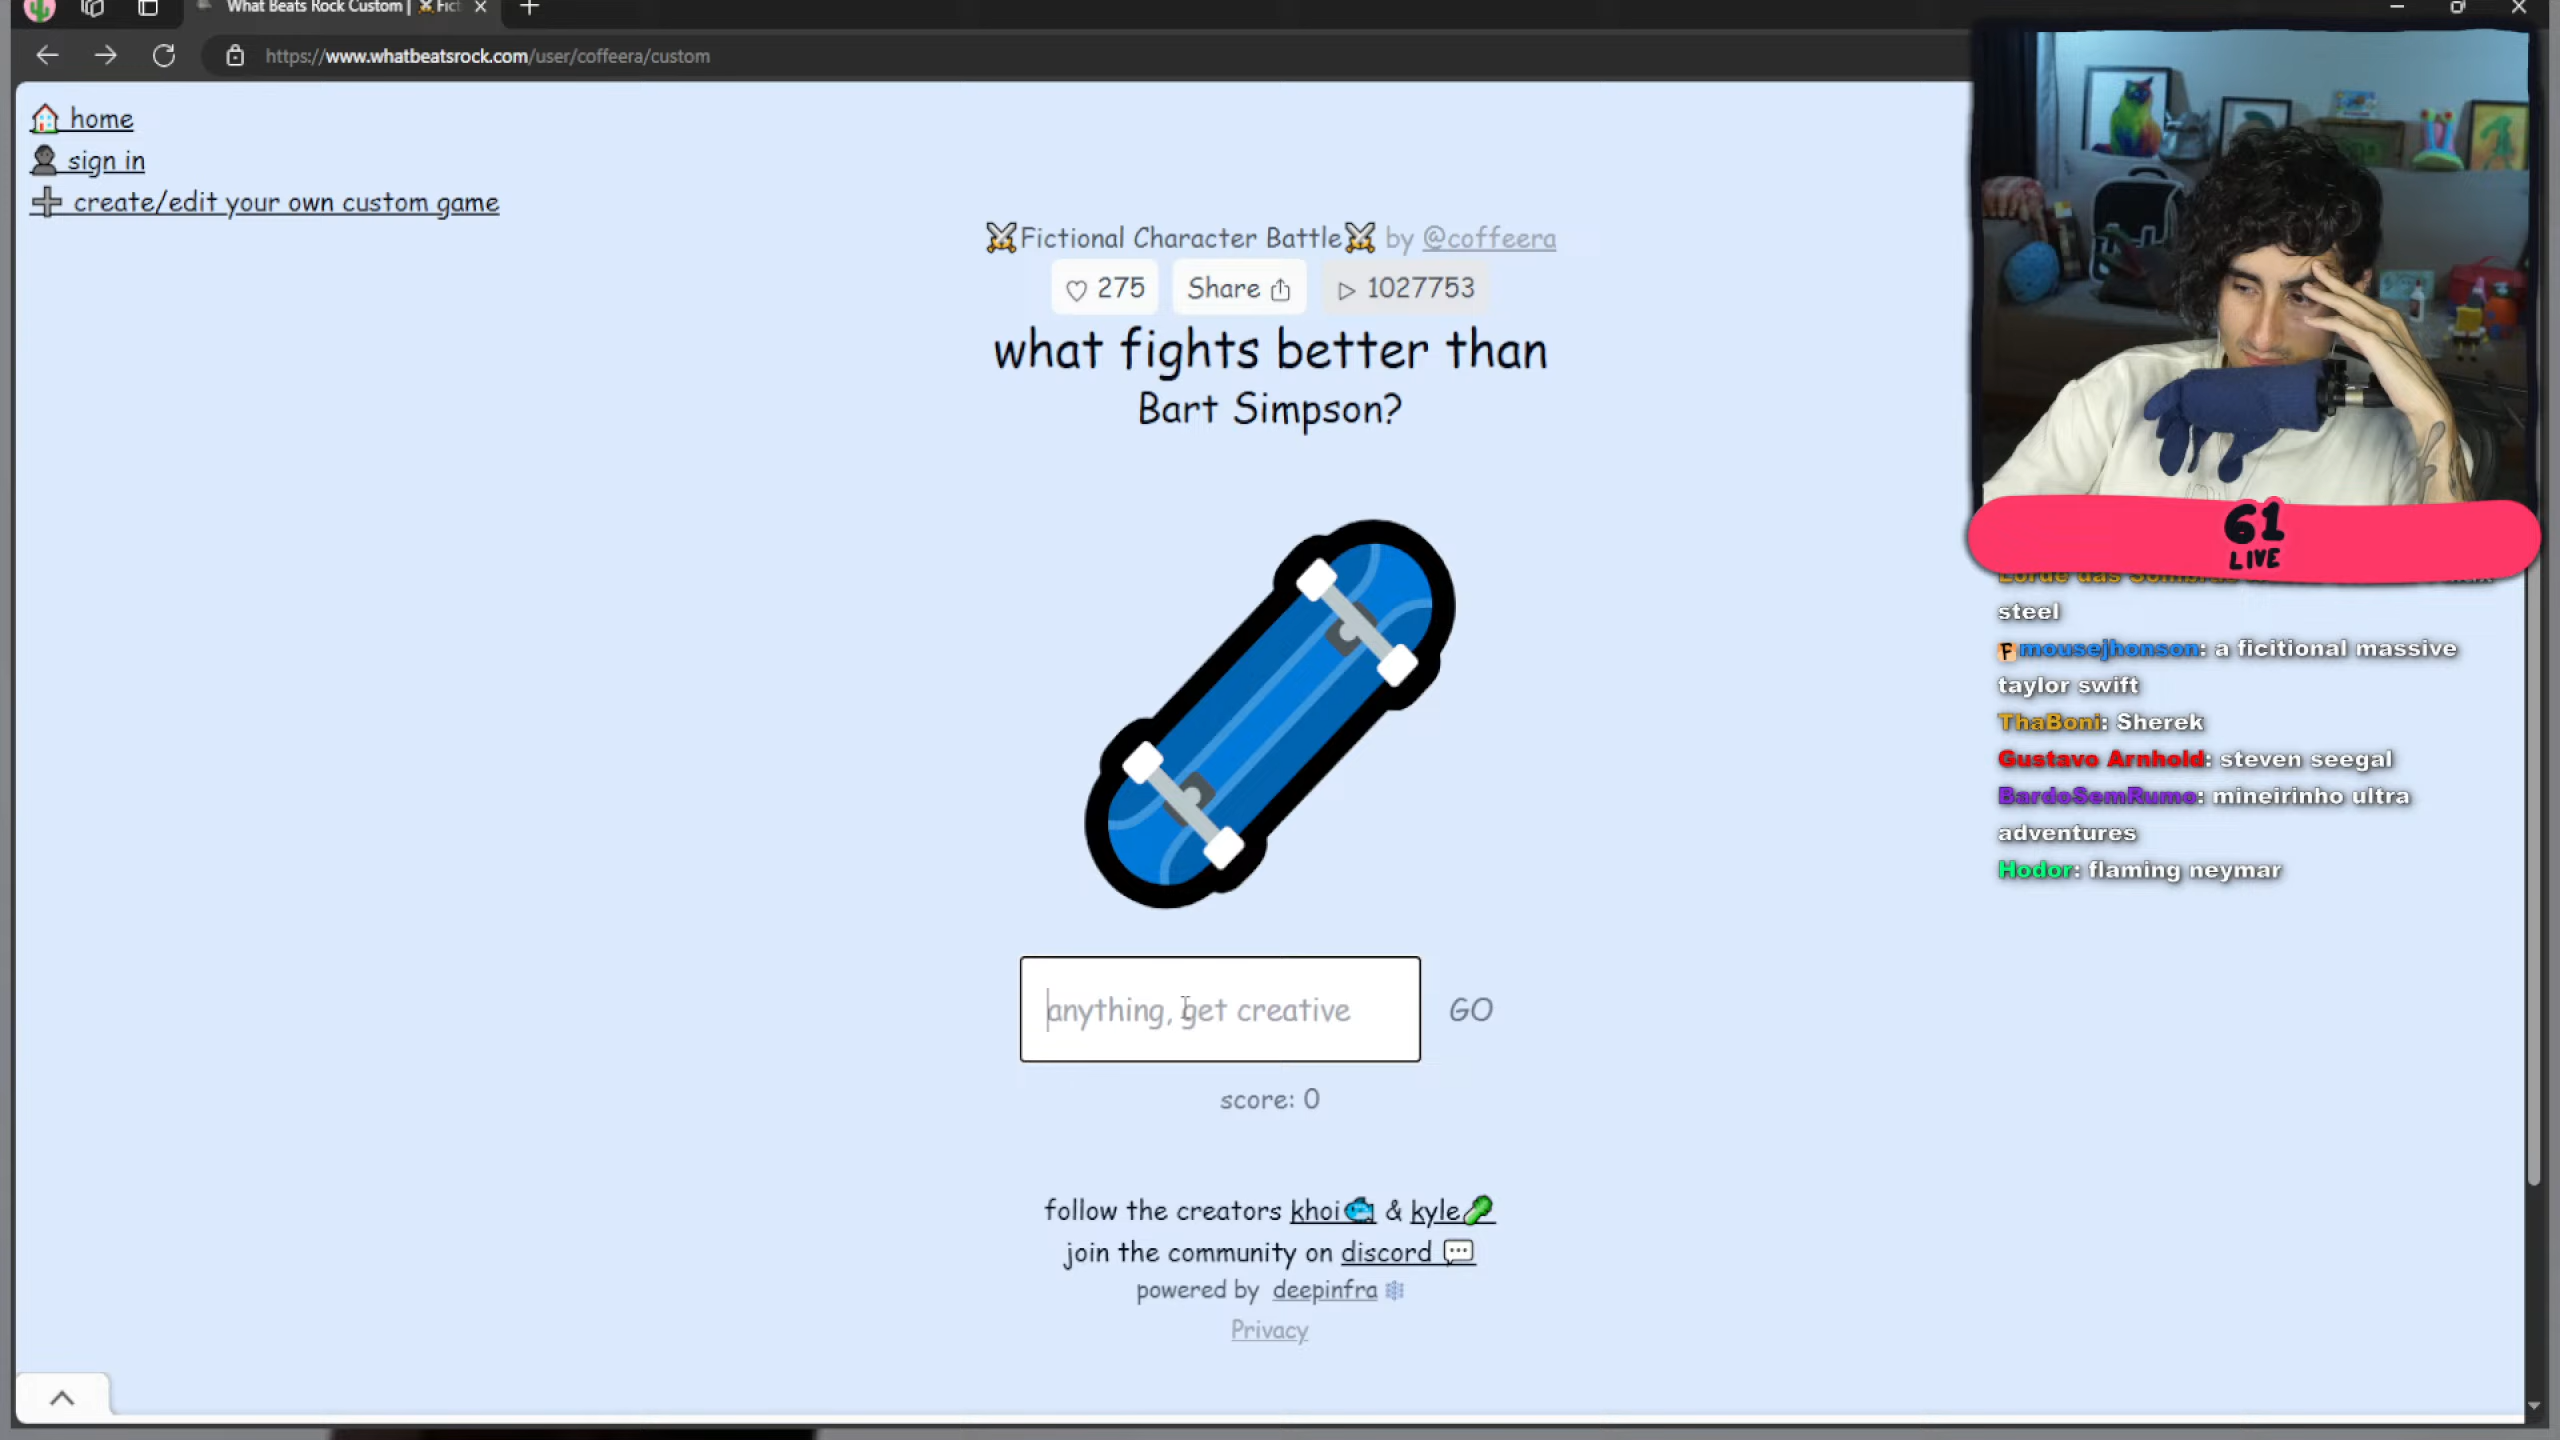 What Beats Rock Custom | ⚔Fict
https://www.whatbeatsrock.com/user/coffeera/custom
home
sign in
create/edit your own custom game
⚔Fictional Character Battle⚔ by @coffeera
275
Share
1027753
what fights better than
Bart Simpson?
anything, get creative
GO
score: 0
follow the creators khoi & kyle
join the community on discord
powered by deepinfra
Privacy
61
LIVE
Lorde das
steel
mousejhonson: a ficitional massive
taylor swift
ThaBoni: Sherek
Gustavo Arnhold: steven seegal
BardoSemRumo: mineirinho ultra
adventures
Hodor: flaming neymar